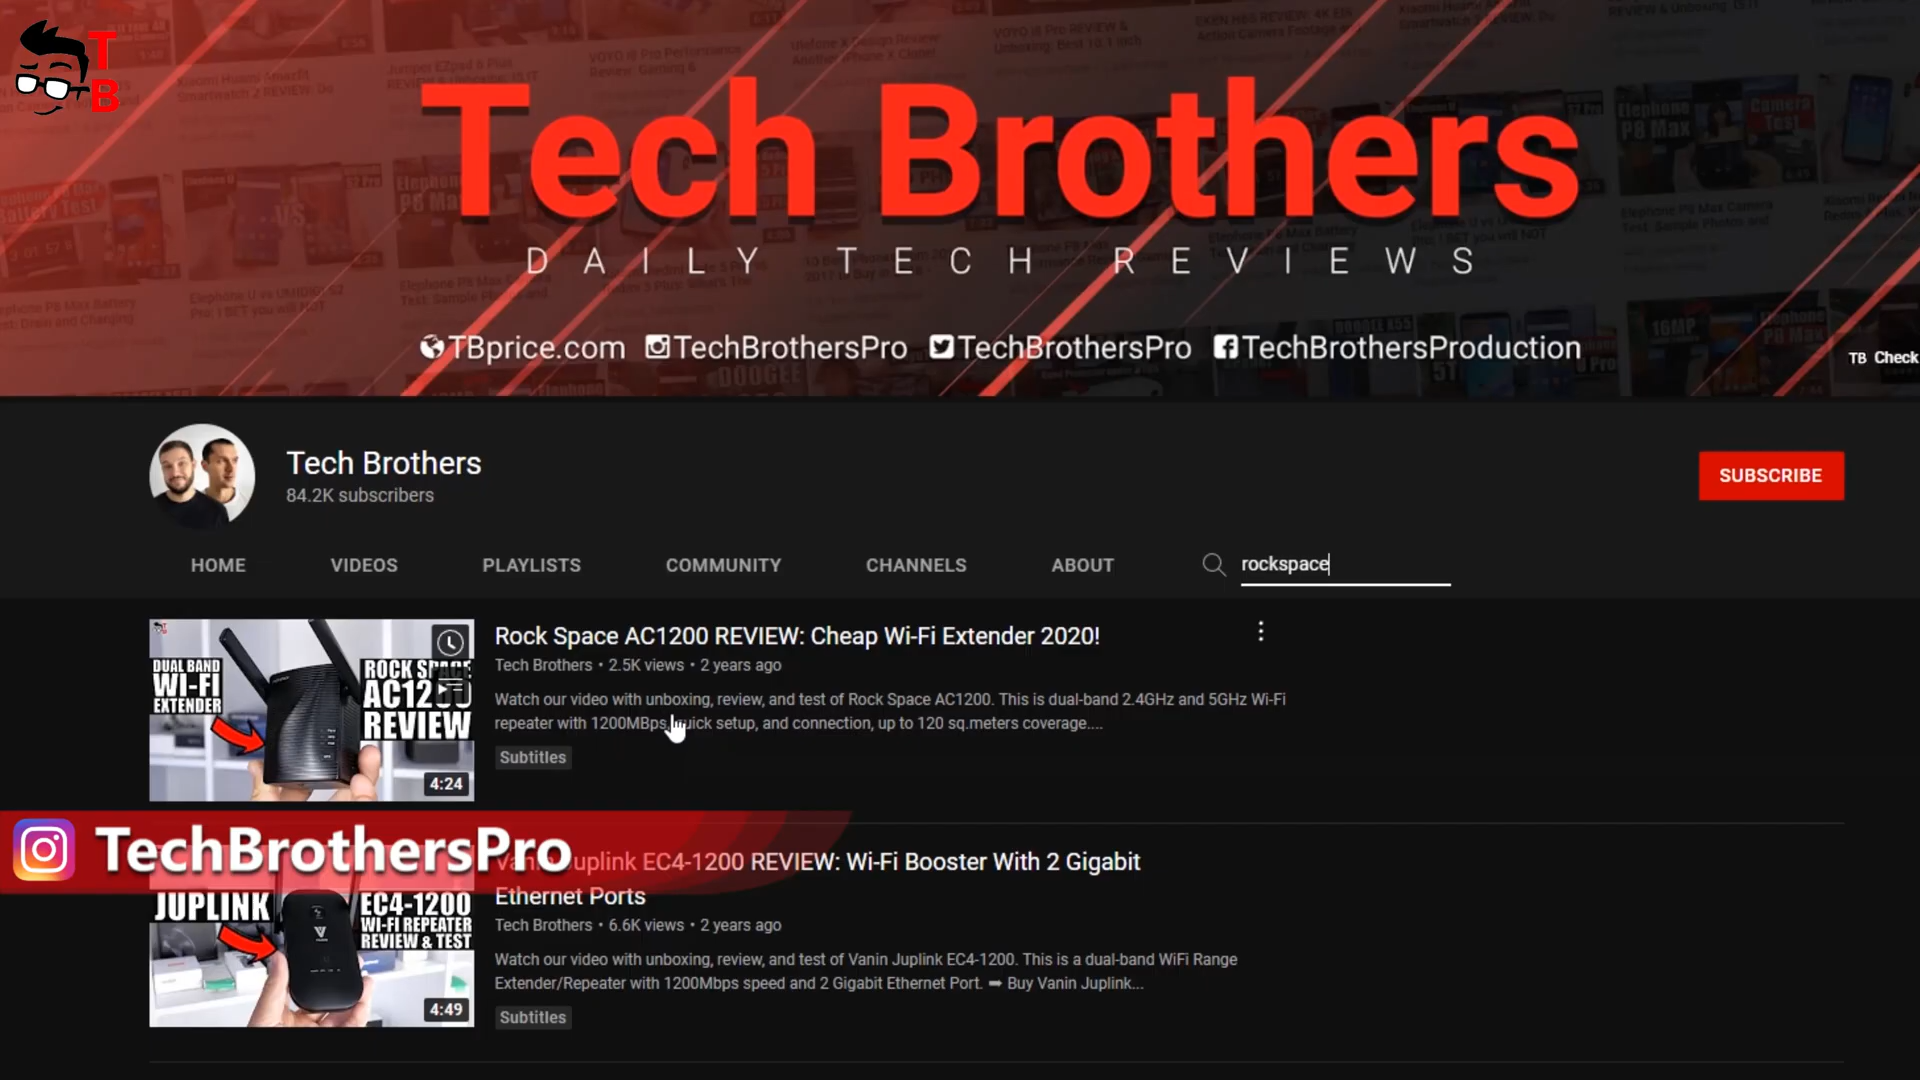 T
B
Tech Brothers
DAILY TECH REVIEWS
TBprice.com TechBrothersPro TechBrothersPro TechBrothersProduction
TB Check
Tech Brothers
84.2K subscribers
SUBSCRIBE
HOME VIDEOS PLAYLISTS COMMUNITY CHANNELS ABOUT rockspace
DUAL BAND
WI-FI
EXTENDER
ROCK SPACE
AC1200
REVIEW
4:24
Rock Space AC1200 REVIEW: Cheap Wi-Fi Extender 2020!
Tech Brothers • 2.5K views • 2 years ago
Watch our video with unboxing, review, and test of Rock Space AC1200. This is dual-band 2.4GHz and 5GHz Wi-Fi
repeater with 1200MBps, quick setup, and connection, up to 120 sq.meters coverage....
Subtitles
TechBrothersPro
JUPLINK
EC4-1200
WI-FI REPEATER
REVIEW & TEST
4:49
Vanin Juplink EC4-1200 REVIEW: Wi-Fi Booster With 2 Gigabit
Ethernet Ports
Tech Brothers • 6.6K views • 2 years ago
Watch our video with unboxing, review, and test of Vanin Juplink EC4-1200. This is a dual-band WiFi Range
Extender/Repeater with 1200Mbps speed and 2 Gigabit Ethernet Port. ➡ Buy Vanin Juplink...
Subtitles